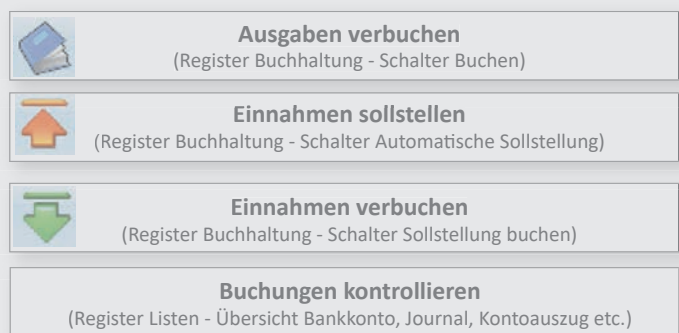 Ausgaben verbuchen
(Register Buchhaltung - Schalter Buchen)
Einnahmen sollstellen
(Register Buchhaltung - Schalter Automatische Sollstellung)
Einnahmen verbuchen
(Register Buchhaltung - Schalter Sollstellung buchen)
Buchungen kontrollieren
(Register Listen - Übersicht Bankkonto, Journal, Kontoauszug etc.)